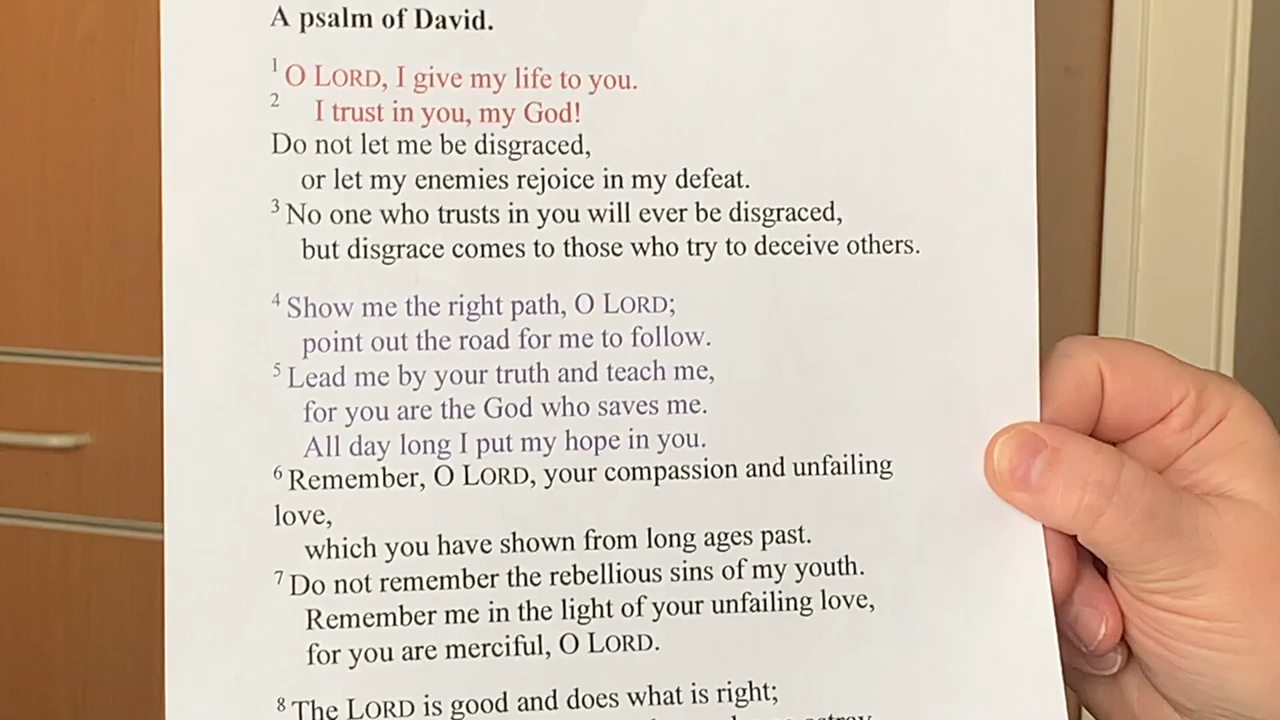 A psalm of David.
1 O LORD, I give my life to you.
2 I trust in you, my God!
Do not let me be disgraced,
or let my enemies rejoice in my defeat.
3 No one who trusts in you will ever be disgraced,
but disgrace comes to those who try to deceive others.
4 Show me the right path, O LORD;
point out the road for me to follow.
5 Lead me by your truth and teach me,
for you are the God who saves me.
All day long I put my hope in you.
6 Remember, O LORD, your compassion and unfailing
love,
which you have shown from long ages past.
7 Do not remember the rebellious sins of my youth.
Remember me in the light of your unfailing love,
for you are merciful, O LORD.
8 The LORD is good and does what is right;